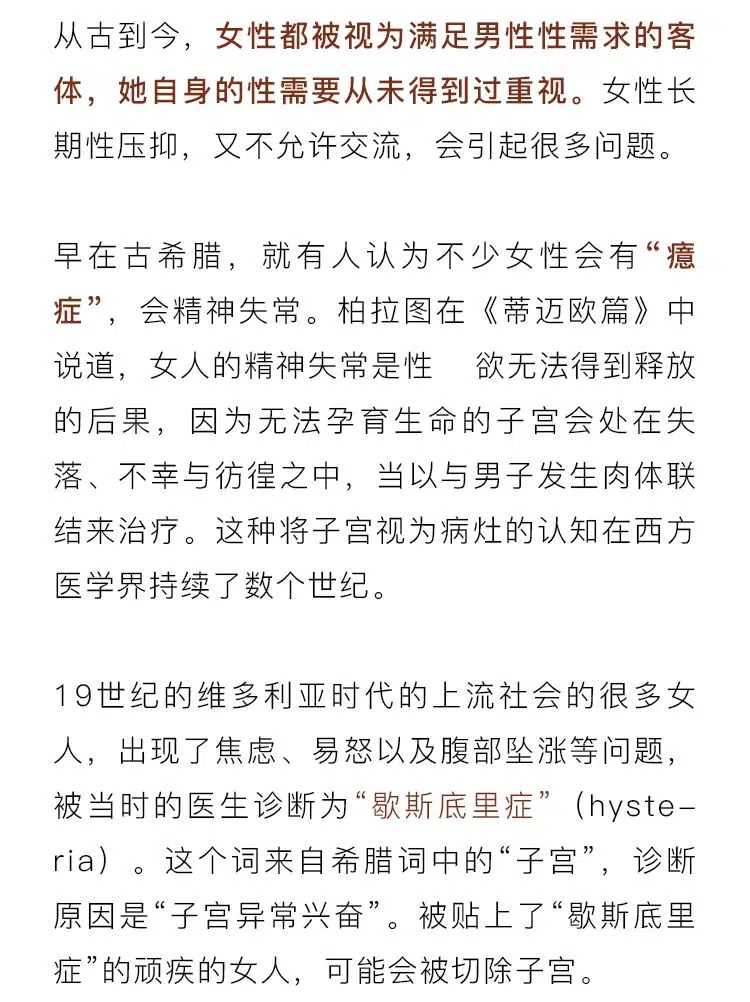 从古到今，女性都被视为满足男性性需求的客
体，她自身的性需要从未得到过重视。女性长
期性压抑，又不允许交流，会引起很多问题。
早在古希腊，就有人认为不少女性会有“癔
症”，会精神失常。柏拉图在《蒂迈欧篇》中
说道，女人的精神失常是性 欲无法得到释放
的后果，因为无法孕育生命的子宫会处在失
落、不幸与彷徨之中，当以与男子发生肉体联
结来治疗。这种将子宫视为病灶的认知在西方
医学界持续了数个世纪。
19世纪的维多利亚时代的上流社会的很多女
人，出现了焦虑、易怒以及腹部坠涨等问题，
被当时的医生诊断为“歇斯底里症”（hyste-
ria）。这个词来自希腊词中的“子宫”，诊断
原因是“子宫异常兴奋”。被贴上了“歇斯底里
症”的顽疾的女人，可能会被切除子宫。